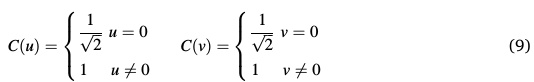 C(u) = { 1/√2 u = 0
1 u ≠ 0 C(v) = { 1/√2 v = 0
1 v ≠ 0 (9)